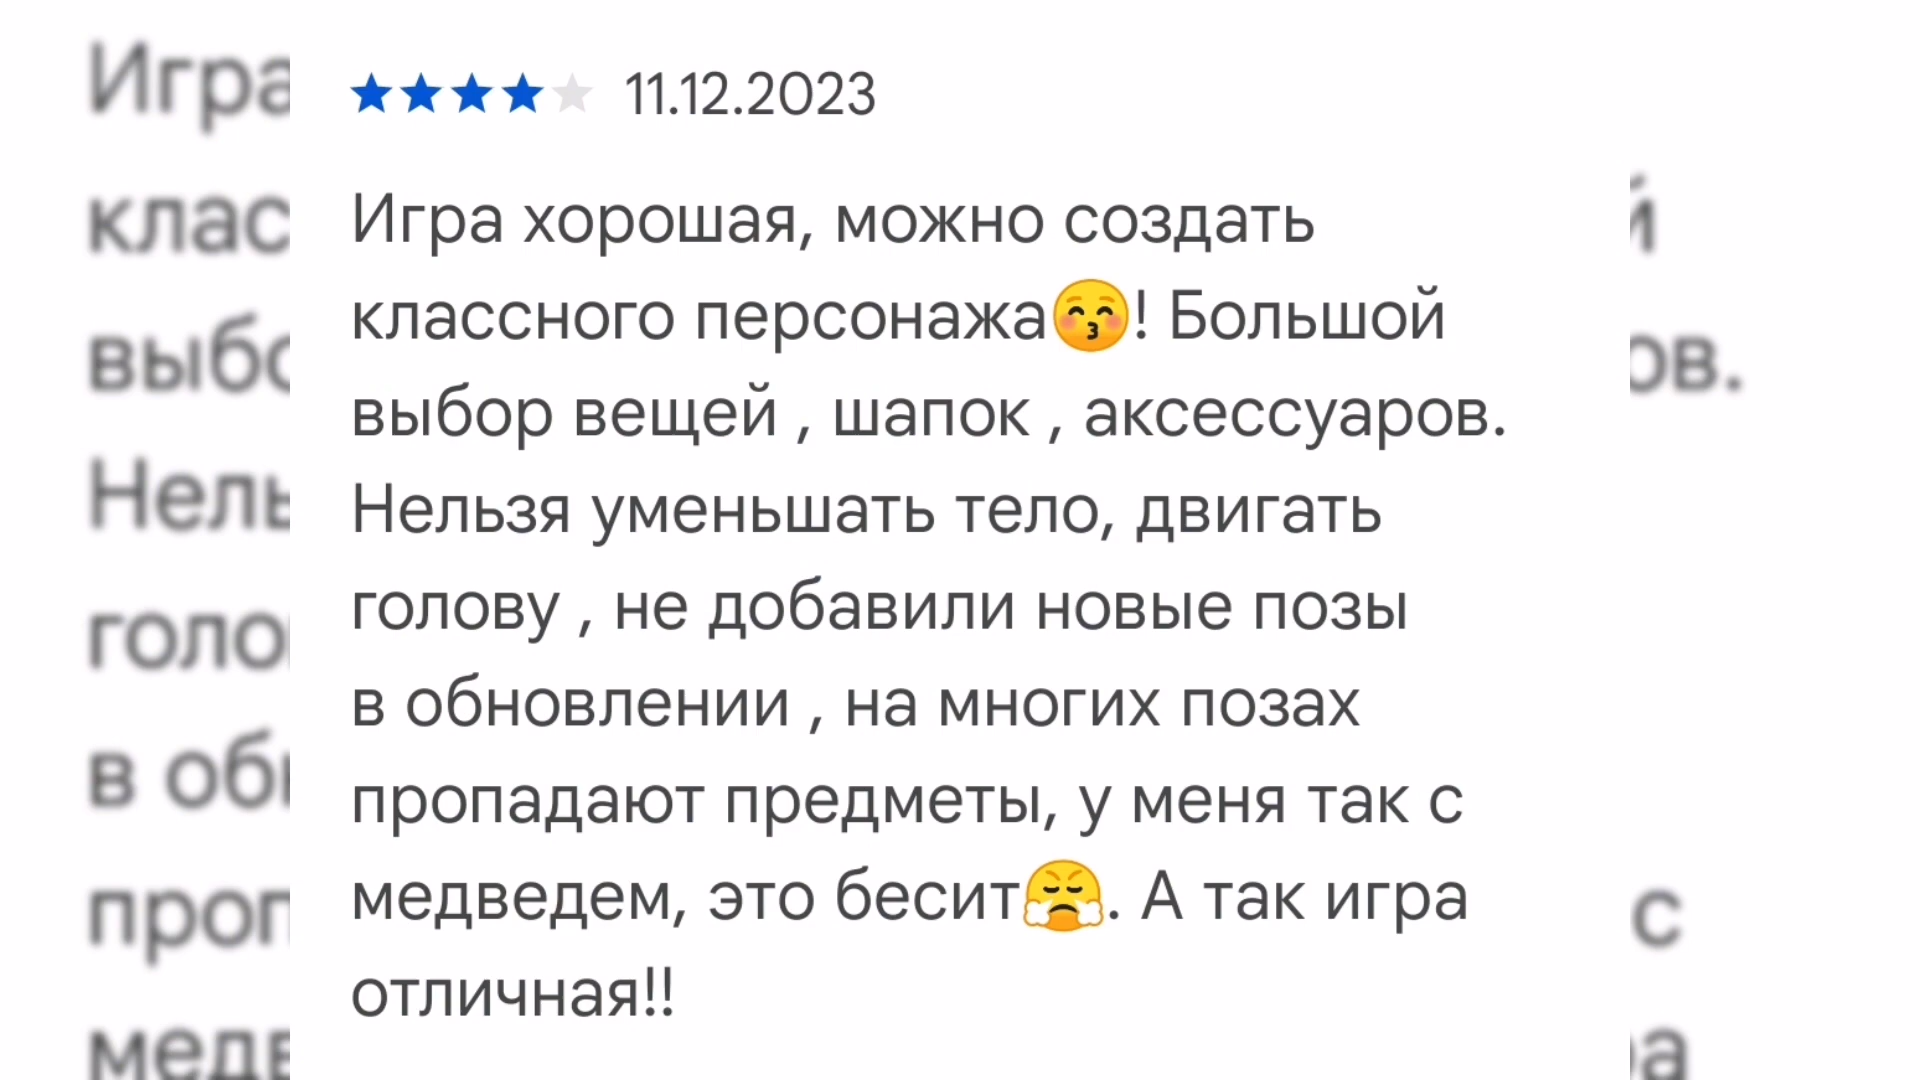 11.12.2023
Игра хорошая, можно создать
классного персонажа😚! Большой
выбор вещей , шапок , аксессуаров.
Нельзя уменьшать тело, двигать
голову , не добавили новые позы
в обновлении , на многих позах
пропадают предметы, у меня так с
медведем, это бесит😤. А так игра
отличная!!